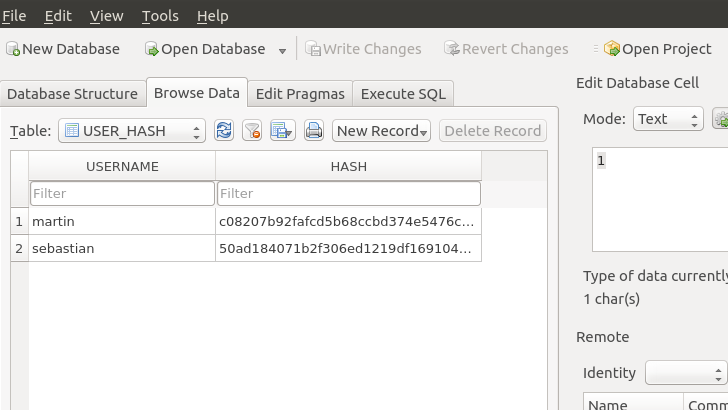 File Edit View Tools Help
New Database Open Database Write Changes Revert Changes Open Project
Database Structure Browse Data Edit Pragmas Execute SQL
Table: USER_HASH New Record Delete Record
USERNAME HASH
Filter Filter
1 martin c08207b92fafcd5b68ccbd374e5476c...
2 sebastian 50ad184071b2f306ed1219df169104...
Edit Database Cell
Mode: Text
1
Type of data currently
1 char(s)
Remote
Identity
Name Comm